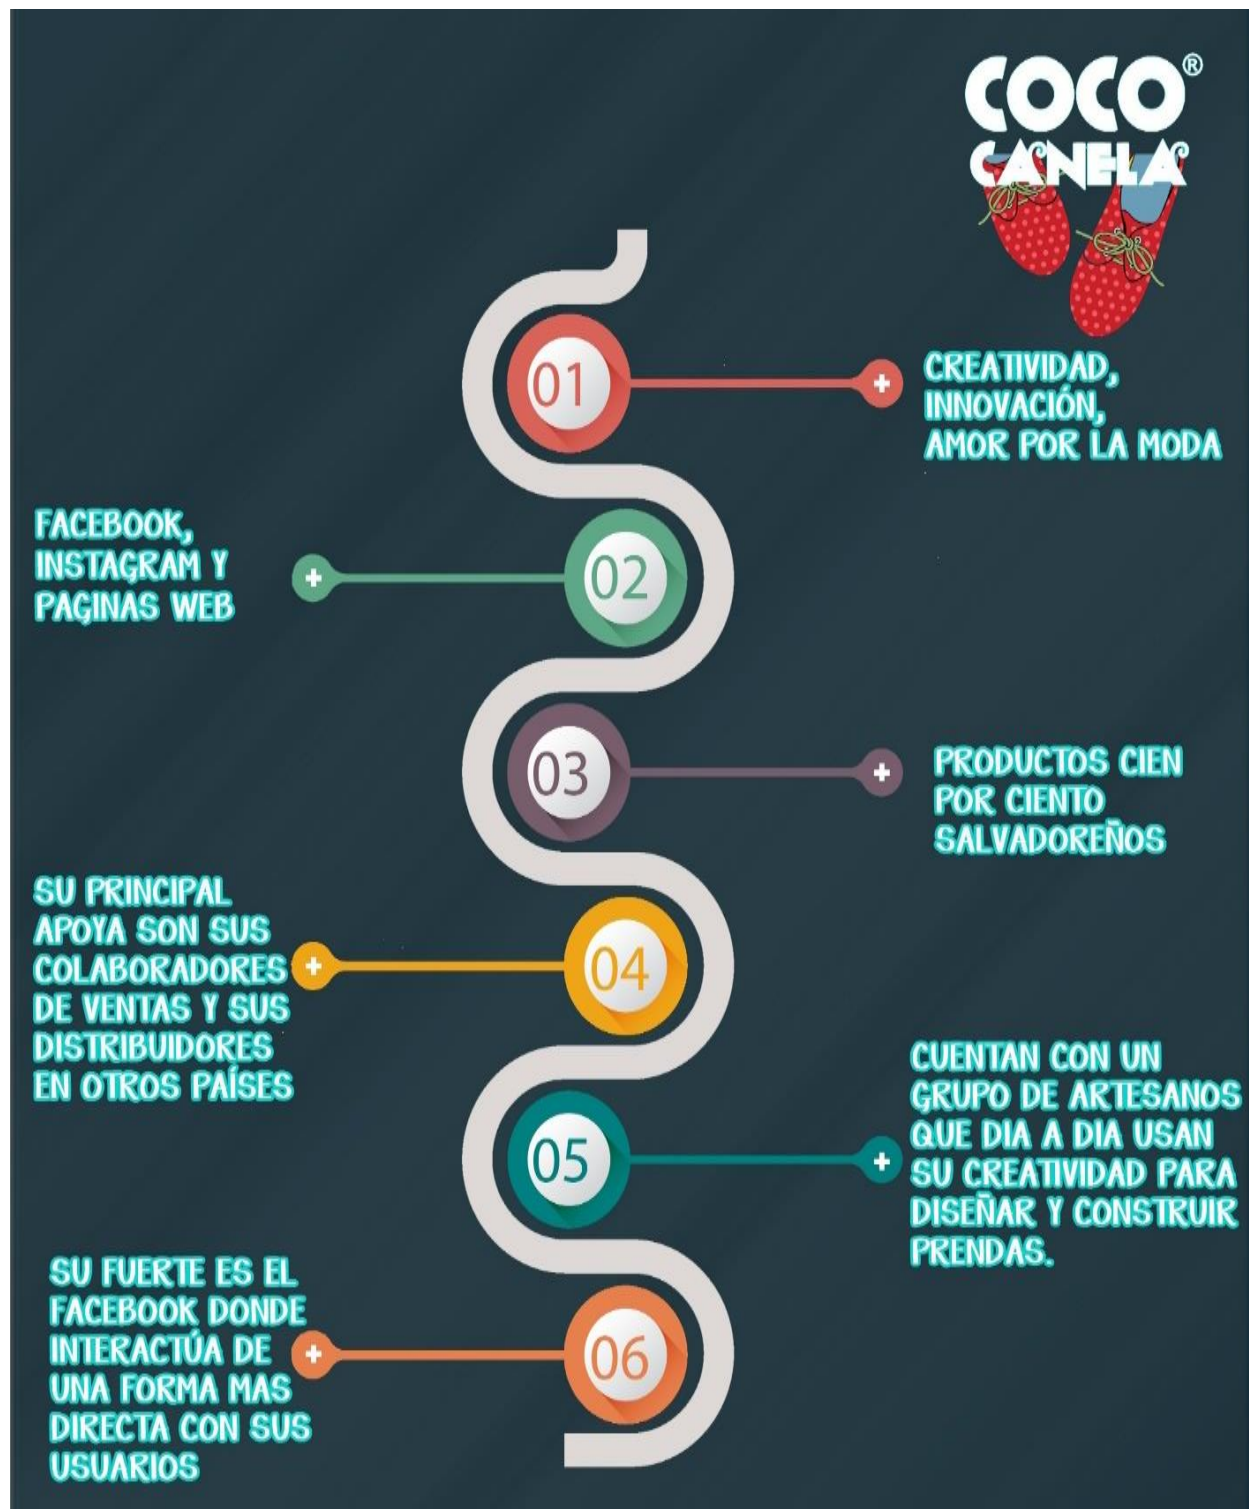 COCO®
CANELA
01
CREATIVIDAD,
INNOVACIÓN,
AMOR POR LA MODA
FACEBOOK,
INSTAGRAM Y
PAGINAS WEB
02
03
PRODUCTOS CIEN
POR CIENTO
SALVADOREÑOS
SU PRINCIPAL
APOYA SON SUS
COLABORADORES
DE VENTAS Y SUS
DISTRIBUIDORES
EN OTROS PAÍSES
04
05
CUENTAN CON UN
GRUPO DE ARTESANOS
QUE DIA A DIA USAN
SU CREATIVIDAD PARA
DISEÑAR Y CONSTRUIR
PRENDAS.
SU FUERTE ES EL
FACEBOOK DONDE
INTERACTÚA DE
UNA FORMA MAS
DIRECTA CON SUS
USUARIOS
06